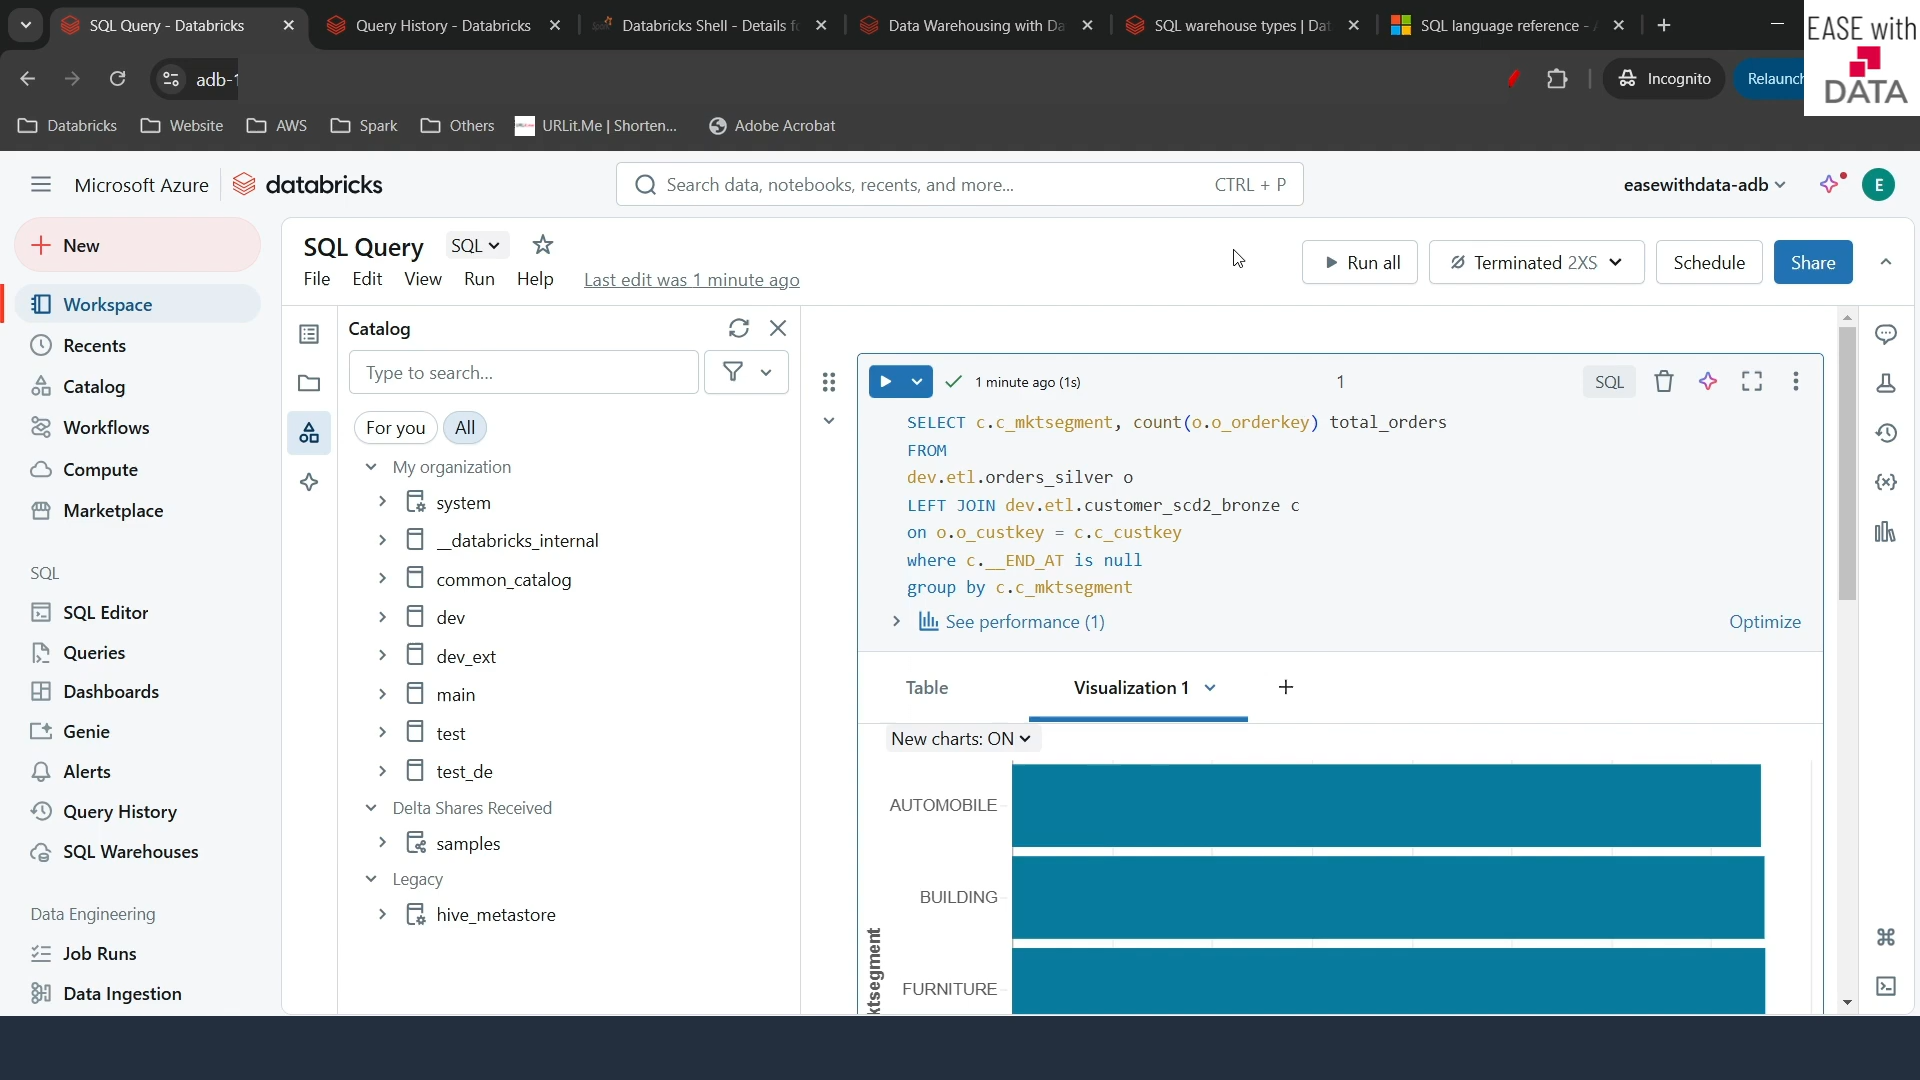 SQL Query - Databricks
Query History - Databricks
Databricks Shell - Details fo
Data Warehousing with Da
SQL warehouse types | Dat
SQL language reference - A
EASE with
DATA
adb-1
Incognito
Relaunch
Databricks
Website
AWS
Spark
Others
URLit.Me | Shorten...
Adobe Acrobat
Microsoft Azure
databricks
Search data, notebooks, recents, and more...
CTRL + P
easewithdata-adb
E
New
Workspace
Recents
Catalog
Workflows
Compute
Marketplace
SQL
SQL Editor
Queries
Dashboards
Genie
Alerts
Query History
SQL Warehouses
Data Engineering
Job Runs
Data Ingestion
SQL Query
SQL
File
Edit
View
Run
Help
Last edit was 1 minute ago
Run all
Terminated 2XS
Schedule
Share
Catalog
Type to search...
For you
All
My organization
system
__databricks_internal
common_catalog
dev
dev_ext
main
test
test_de
Delta Shares Received
samples
Legacy
hive_metastore
1 minute ago (1s)
1
SQL
SELECT c.c_mktsegment, count(o.o_orderkey) total_orders
FROM
dev.etl.orders_silver o
LEFT JOIN dev.etl.customer_scd2_bronze c
on o.o_custkey = c.c_custkey
where c.__END_AT is null
group by c.c_mktsegment
See performance (1)
Optimize
Table
Visualization 1
New charts: ON
AUTOMOBILE
BUILDING
FURNITURE
ktsegment